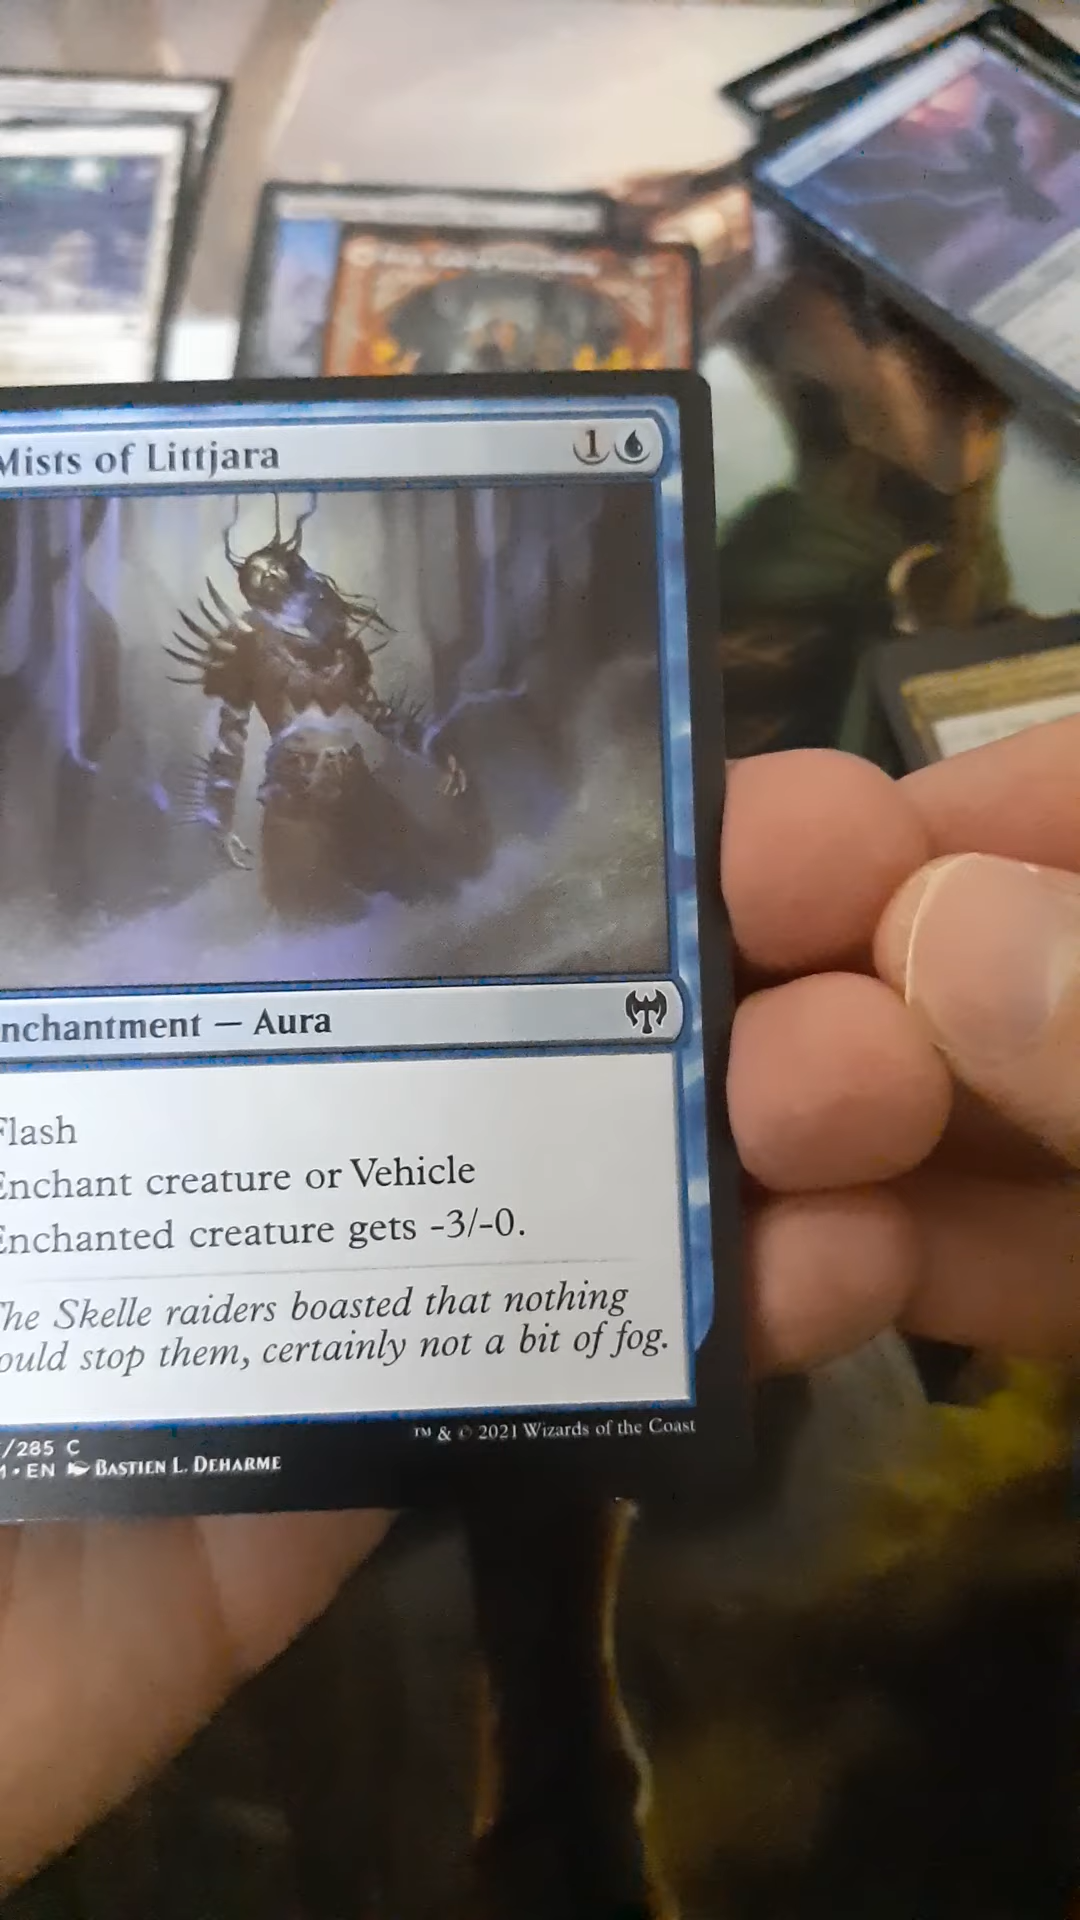 Mists of Littjara 1
nchantment — Aura
Flash
Enchant creature or Vehicle
Enchanted creature gets -3/-0.
The Skelle raiders boasted that nothing
ould stop them, certainly not a bit of fog.
/285 C
M • EN Bastien L. Deharme
™ & © 2021 Wizards of the Coast